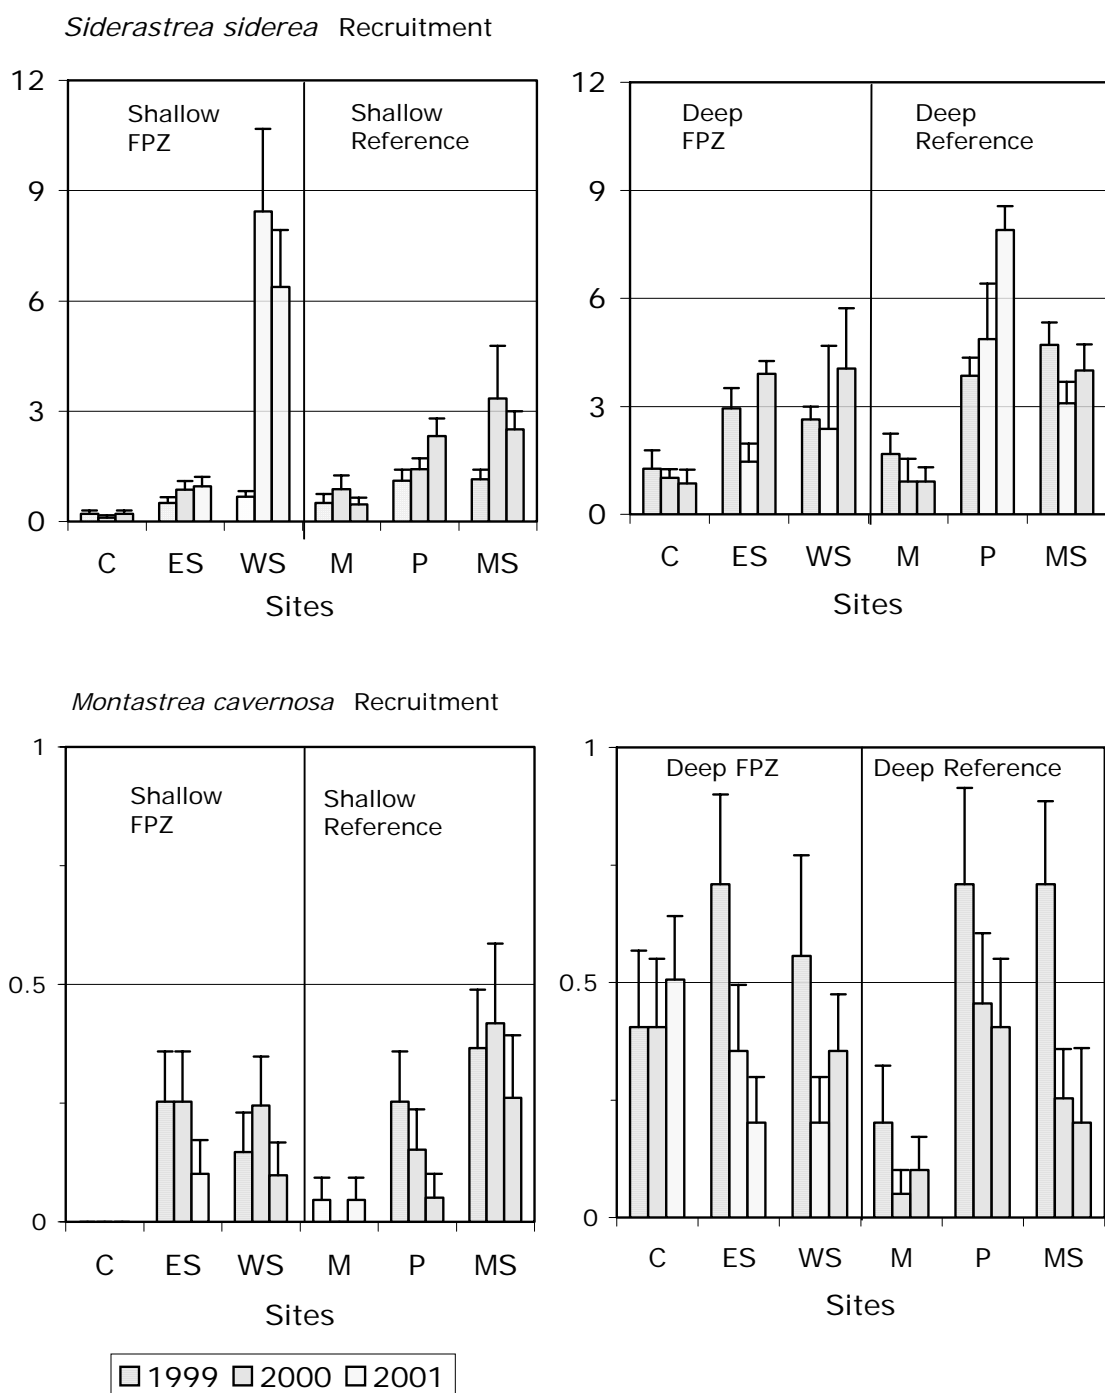 Siderastrea siderea Recruitment
12
9
6
3
0
Shallow
FPZ
Shallow
Reference
C ES WS M P MS
Sites
12
9
6
3
0
Deep
FPZ
Deep
Reference
C ES WS M P MS
Sites
Montastrea cavernosa Recruitment
1
0.5
0
Shallow
FPZ
Shallow
Reference
C ES WS M P MS
Sites
1
0.5
0
Deep FPZ Deep Reference
C ES WS M P MS
Sites
1999 2000 2001